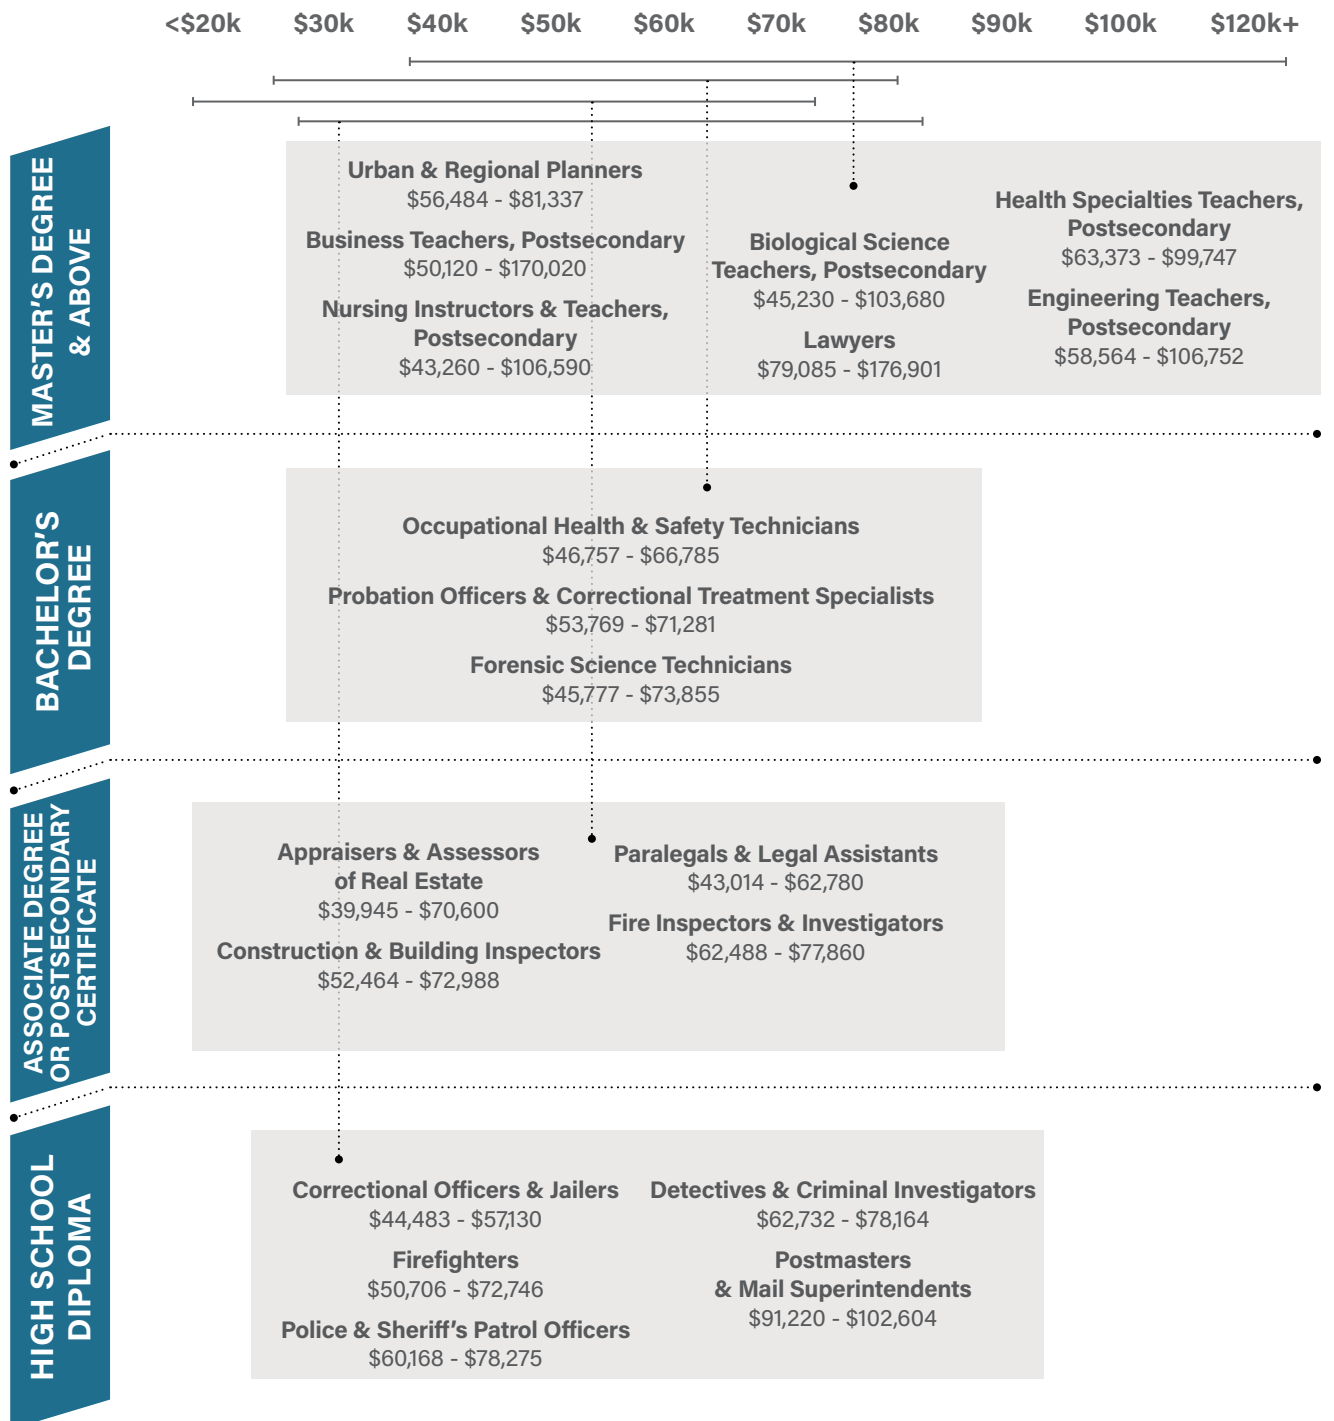 <$20k $30k $40k $50k $60k $70k $80k $90k $100k $120k+
MASTER'S DEGREE
& ABOVE
Urban & Regional Planners
$56,484 - $81,337
Business Teachers, Postsecondary
$50,120 - $170,020
Nursing Instructors & Teachers,
Postsecondary
$43,260 - $106,590
Biological Science
Teachers, Postsecondary
$45,230 - $103,680
Lawyers
$79,085 - $176,901
Health Specialties Teachers,
Postsecondary
$63,373 - $99,747
Engineering Teachers,
Postsecondary
$58,564 - $106,752
BACHELOR'S
DEGREE
Occupational Health & Safety Technicians
$46,757 - $66,785
Probation Officers & Correctional Treatment Specialists
$53,769 - $71,281
Forensic Science Technicians
$45,777 - $73,855
ASSOCIATE DEGREE
OR POSTSECONDARY
CERTIFICATE
Appraisers & Assessors
of Real Estate
$39,945 - $70,600
Construction & Building Inspectors
$52,464 - $72,988
Paralegals & Legal Assistants
$43,014 - $62,780
Fire Inspectors & Investigators
$62,488 - $77,860
HIGH SCHOOL
DIPLOMA
Correctional Officers & Jailers
$44,483 - $57,130
Firefighters
$50,706 - $72,746
Police & Sheriff's Patrol Officers
$60,168 - $78,275
Detectives & Criminal Investigators
$62,732 - $78,164
Postmasters
& Mail Superintendents
$91,220 - $102,604